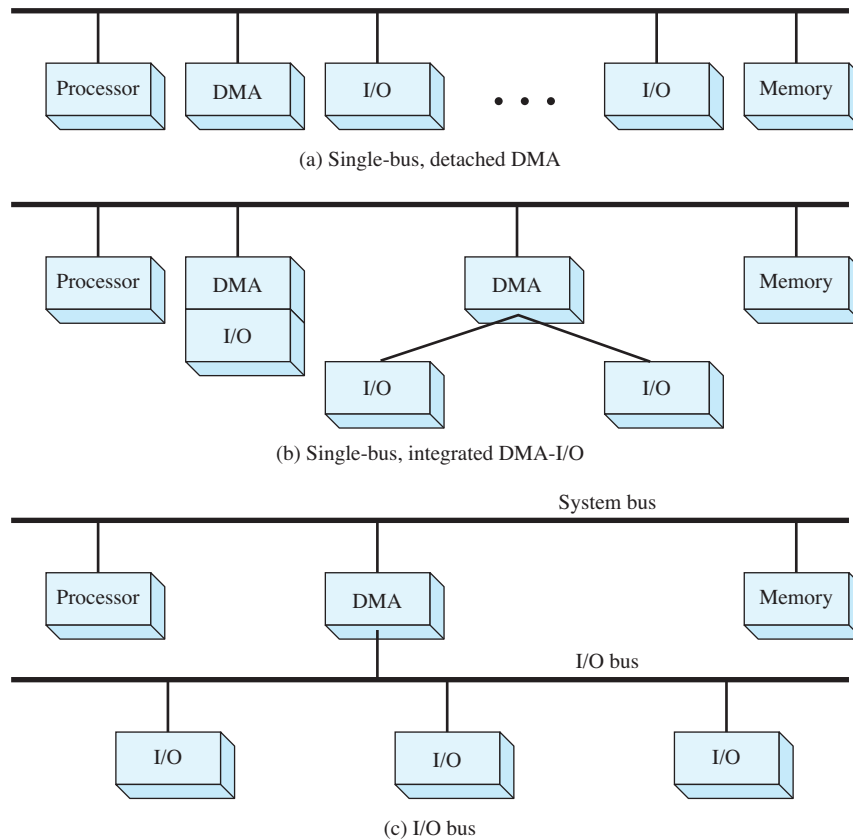 Processor DMA I/O I/O Memory
(a) Single-bus, detached DMA
Processor DMA DMA Memory
I/O
I/O I/O
(b) Single-bus, integrated DMA-I/O
System bus
Processor DMA Memory
I/O bus
I/O I/O I/O
(c) I/O bus